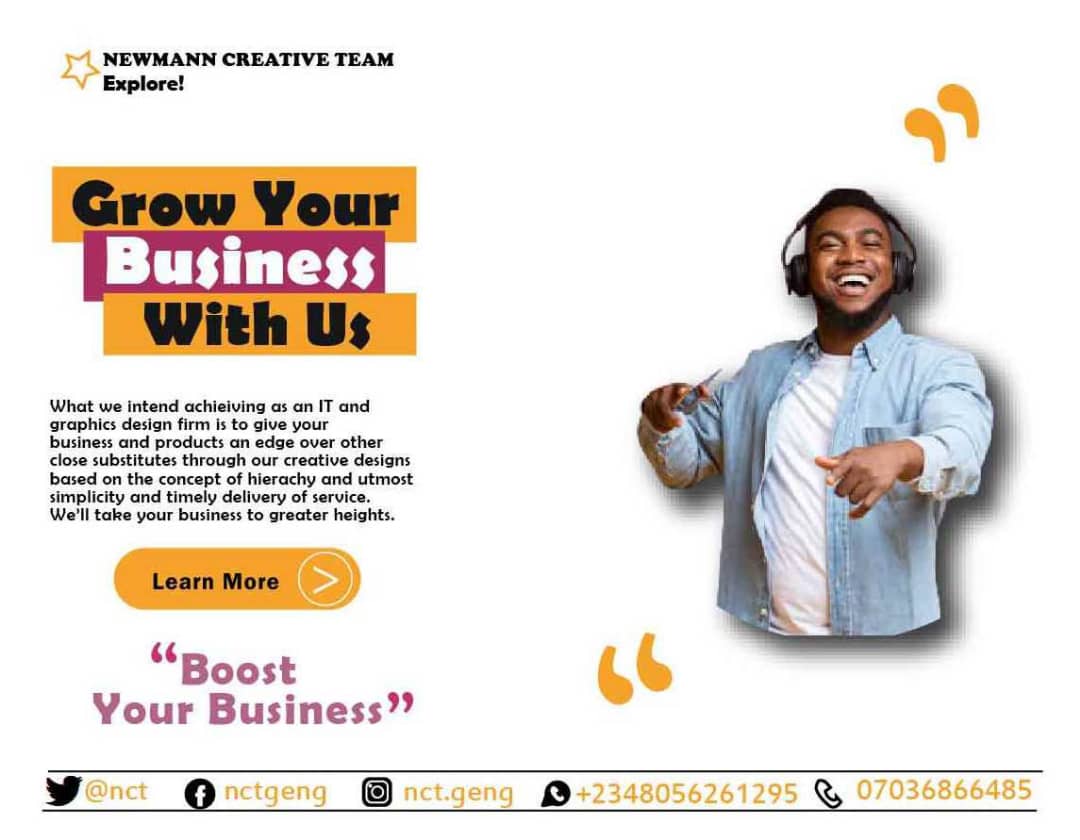 NEWMANN CREATIVE TEAM
Explore!
Grow Your
Business
With Us
What we intend achieiving as an IT and
graphics design firm is to give your
business and products an edge over other
close substitutes through our creative designs
based on the concept of hierachy and utmost
simplicity and timely delivery of service.
We'll take your business to greater heights.
Learn More >
“Boost
Your Business”
@nct nctgeng nct.geng +2348056261295 07036866485